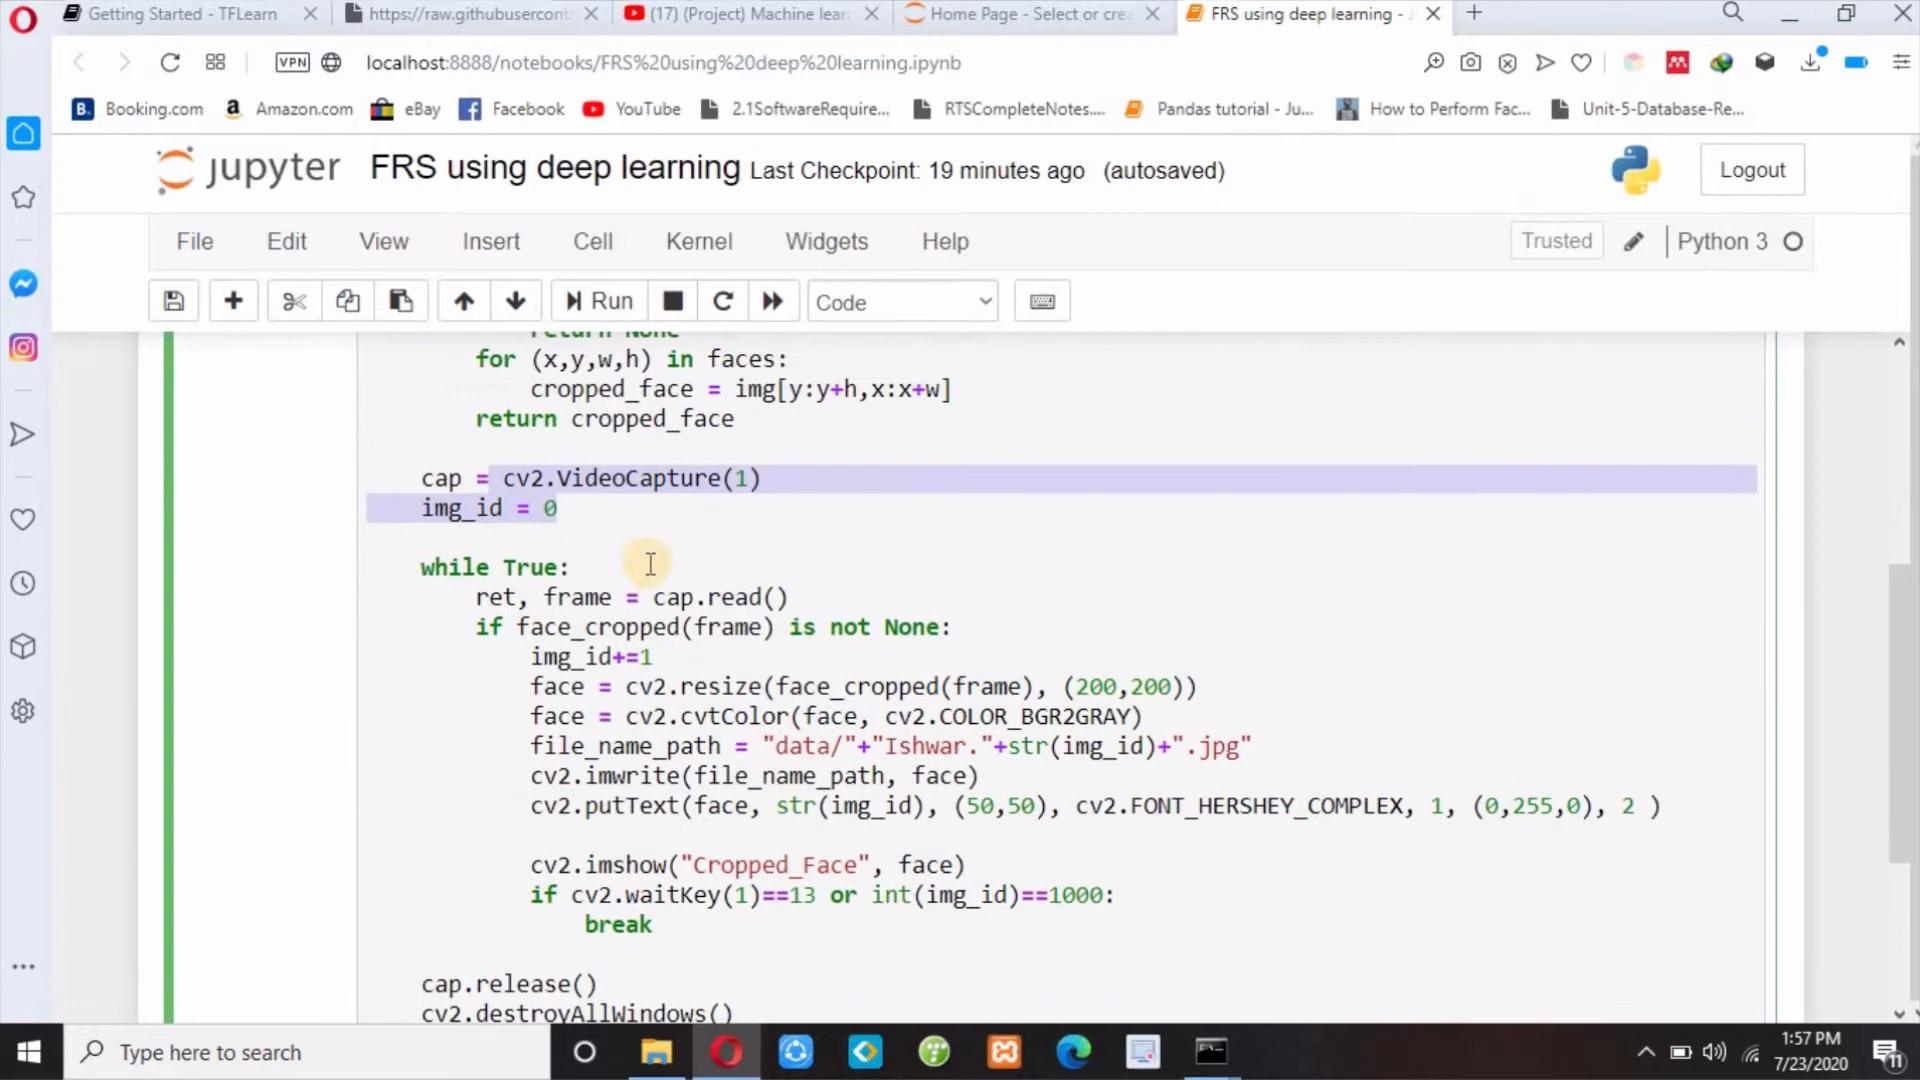 Getting Started - TFLearn
https://raw.githubusercont
(17) (Project) Machine lear
Home Page - Select or crea
FRS using deep learning - J
VPN
localhost:8888/notebooks/FRS%20using%20deep%20learning.ipynb
B.
Booking.com
Amazon.com
eBay
Facebook
YouTube
2.1SoftwareRequire...
RTSCompleteNotes....
Pandas tutorial - Ju...
How to Perform Fac...
Unit-5-Database-Re...
jupyter
FRS using deep learning Last Checkpoint: 19 minutes ago (autosaved)
Logout
File
Edit
View
Insert
Cell
Kernel
Widgets
Help
Trusted
Python 3
Run
Code
return None
for (x,y,w,h) in faces:
cropped_face = img[y:y+h,x:x+w]
return cropped_face
cap = cv2.VideoCapture(1)
img_id = 0
while True:
ret, frame = cap.read()
if face_cropped(frame) is not None:
img_id+=1
face = cv2.resize(face_cropped(frame), (200,200))
face = cv2.cvtColor(face, cv2.COLOR_BGR2GRAY)
file_name_path = "data/"+"Ishwar."+str(img_id)+".jpg"
cv2.imwrite(file_name_path, face)
cv2.putText(face, str(img_id), (50,50), cv2.FONT_HERSHEY_COMPLEX, 1, (0,255,0), 2 )
cv2.imshow("Cropped_Face", face)
if cv2.waitKey(1)==13 or int(img_id)==1000:
break
cap.release()
cv2.destroyAllWindows()
Type here to search
1:57 PM
7/23/2020
11